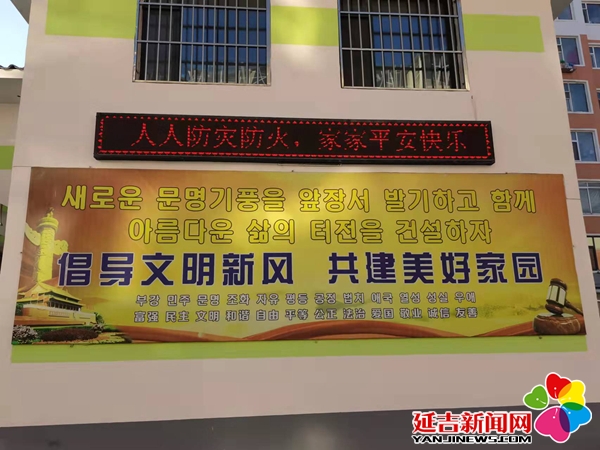 人人防灾防火，家家平安快乐
새로운 문명기풍을 앞장서 발기하고 함께
아름다운 삶의 터전을 건설하자
倡导文明新风 共建美好家园
부강 민주 문명 조화 자유 평등 공정 법치 애국 열성 성실 우애
富强 民主 文明 和谐 自由 平等 公正 法治 爱国 敬业 诚信 友善
延吉新闻网
YANJINEWS.COM